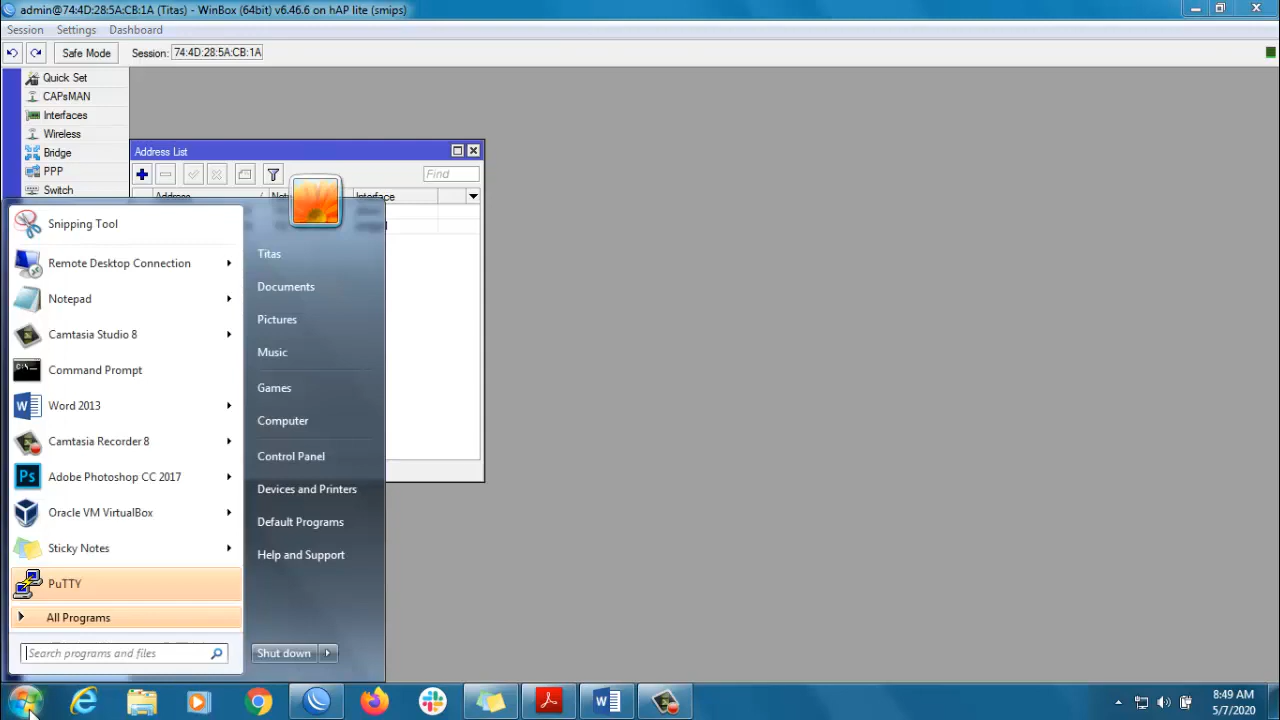 admin@74:4D:28:5A:CB:1A (Titas) - WinBox (64bit) v6.46.6 on hAP lite (smips)
Session Settings Dashboard
Safe Mode Session: 74:4D:28:5A:CB:1A
Quick Set
CAPsMAN
Interfaces
Wireless
Bridge
PPP
Switch
Address List
Find
Address Interface
Snipping Tool
Remote Desktop Connection
Notepad
Camtasia Studio 8
Command Prompt
Word 2013
Camtasia Recorder 8
Adobe Photoshop CC 2017
Oracle VM VirtualBox
Sticky Notes
PuTTY
All Programs
Search programs and files
Titas
Documents
Pictures
Music
Games
Computer
Control Panel
Devices and Printers
Default Programs
Help and Support
Shut down
8:49 AM
5/7/2020